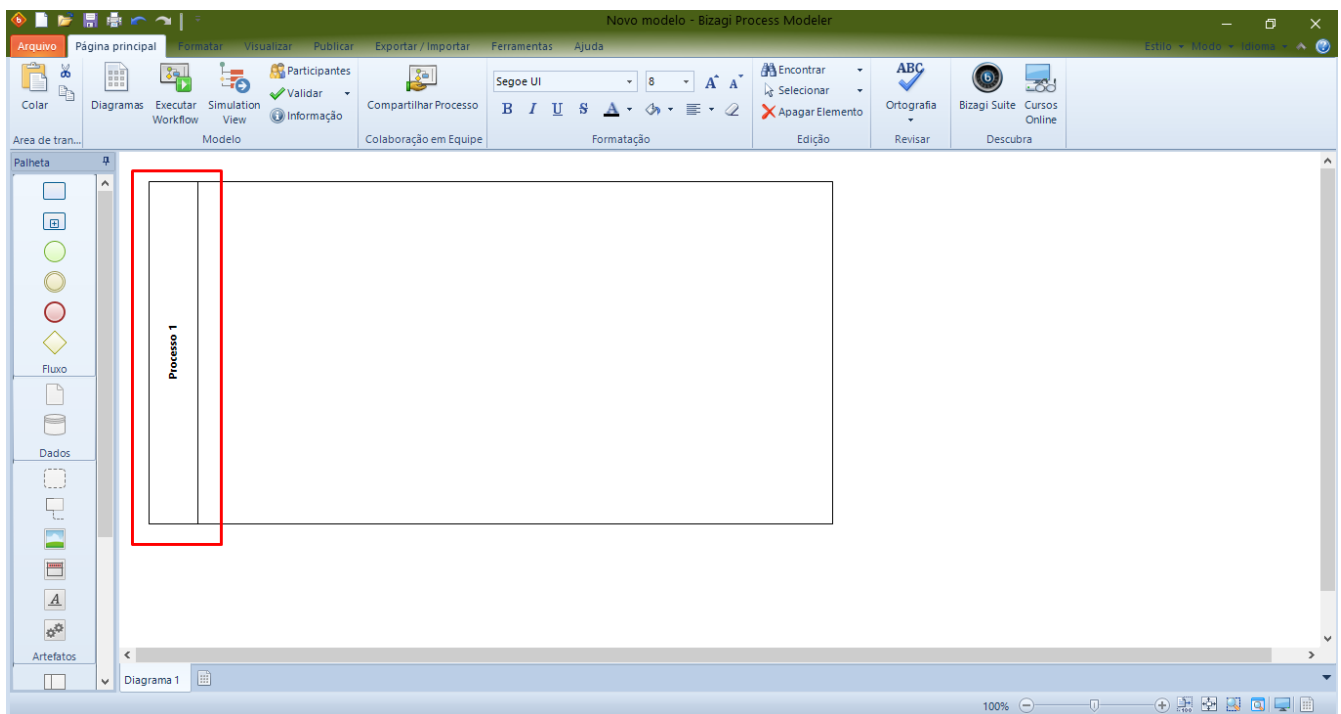 Novo modelo - Bizagi Process Modeler
Arquivo Página principal Formatar Visualizar Publicar Exportar / Importar Ferramentas Ajuda Estilo Modo Idioma
Colar
Area de tran...
Diagramas
Executar Workflow
Simulation View
Participantes
Validar
Informação
Modelo
Compartilhar Processo
Colaboração em Equipe
Segoe UI 8 A A
B I U S A
Formatação
Encontrar
Selecionar
Apagar Elemento
Edição
ABC
Ortografia
Revisar
Bizagi Suite
Cursos Online
Descubra
Palheta
Fluxo
Dados
A
Artefatos
Processo 1
Diagrama 1
100%